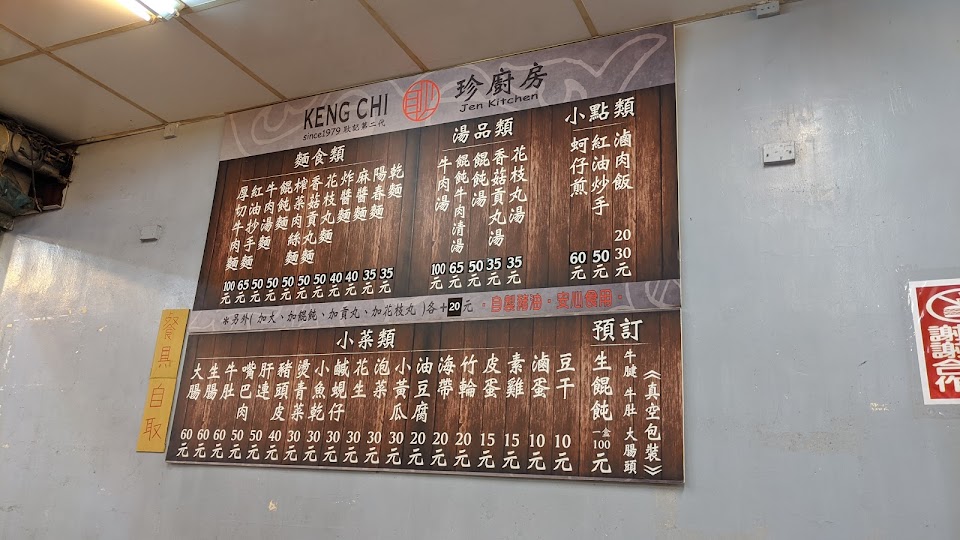 KENG CHI
since1979 耿記第二代
珍廚房
Jen Kitchen
麵食類
乾麵 35元
陽春麵 35元
麻醬麵 40元
炸醬麵 40元
花枝丸麵 50元
香菇貢丸麵 50元
榨菜肉絲麵 50元
餛飩麵 50元
牛肉湯麵 50元
紅油抄手麵 65元
厚切牛肉麵 100元
湯品類
花枝丸湯 35元
香菇貢丸湯 35元
餛飩湯 50元
餛飩牛肉清湯 65元
牛肉湯 100元
小點類
滷肉飯 20 30元
紅油炒手 50元
蚵仔煎 60元
※另外(加大、加餛飩、加貢丸、加花枝丸)各+20元
預訂
《真空包裝》
牛腱 牛肚 大腸頭
生餛飩 一盒100元
小菜類
豆干 10元
滷蛋 10元
素雞 15元
皮蛋 15元
竹輪 20元
海帶 20元
油豆腐 20元
小黃瓜 30元
泡菜 30元
花生 30元
鹹蜆仔 30元
小魚乾 30元
燙青菜 30元
豬頭皮 40元
肝連 50元
嘴巴肉 50元
牛肚 60元
生腸 60元
大腸 60元
餐具自取
謝謝合作